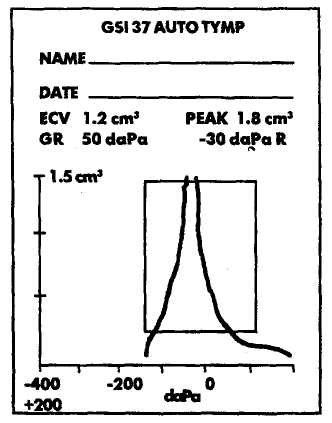 GSI 37 AUTO TYMP
NAME
DATE
ECV 1.2 cm³ PEAK 1.8 cm³
GR 50 daPa -30 daPa R
1.5 cm³
-400 -200 0
+200 daPa